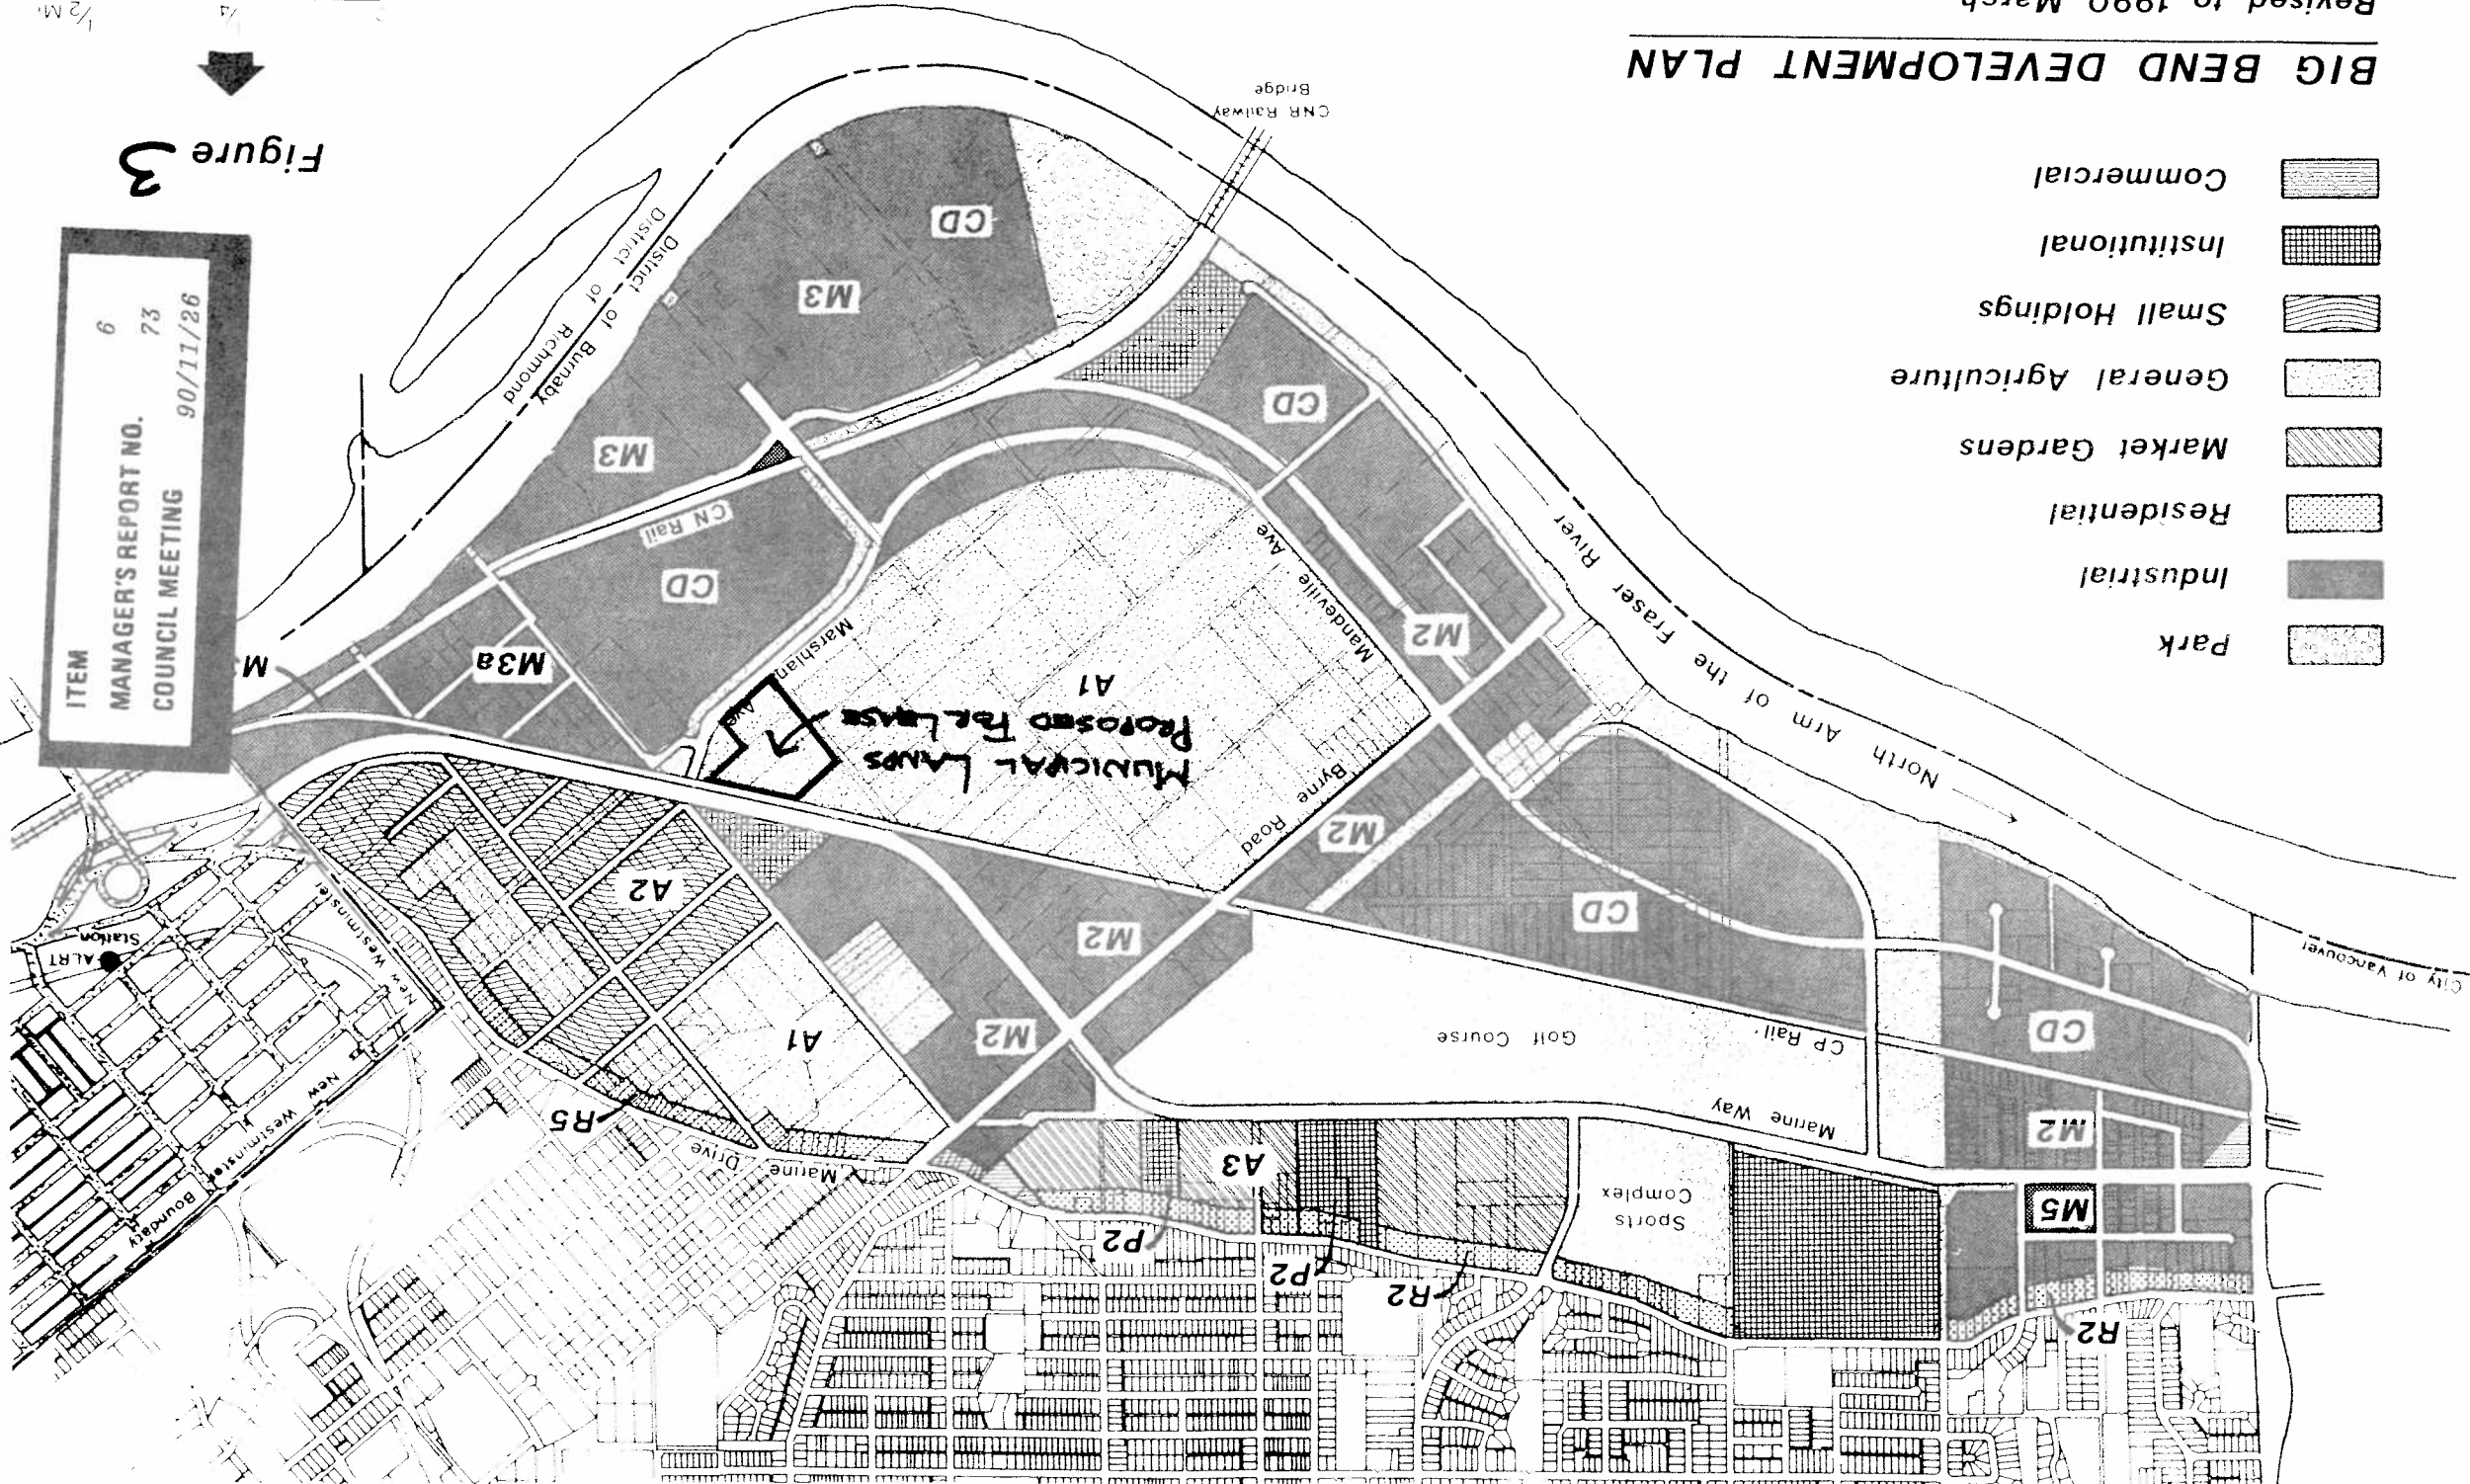 BIG BEND DEVELOPMENT PLAN
Revised to 1990 March
Park
Industrial
Residential
Market Gardens
General Agriculture
Small Holdings
Institutional
Commercial
Figure 3
1/4
1/2 Mi
ITEM 6
MANAGER'S REPORT NO. 73
COUNCIL MEETING 90/11/26
R2
M5
M2
CD
City of Vancouver
R2
P2
P2
A3
Sports
Complex
Marine Way
CP Rail
Golf Course
Marine Drive
R5
A1
A2
M2
M2
CD
M2
M2
CD
Byrne
Road
Mandeville
Ave
MUNICIPAL LANDS
PROPOSED FOR LEASE
A1
Marshland
Ave
CD
CN Rail
M3a
M3
M3
CD
CNR Railway
Bridge
North Arm of the Fraser River
District of Burnaby
District of Richmond
New Westminster
New Westminster
Boundary
ALRT
Station